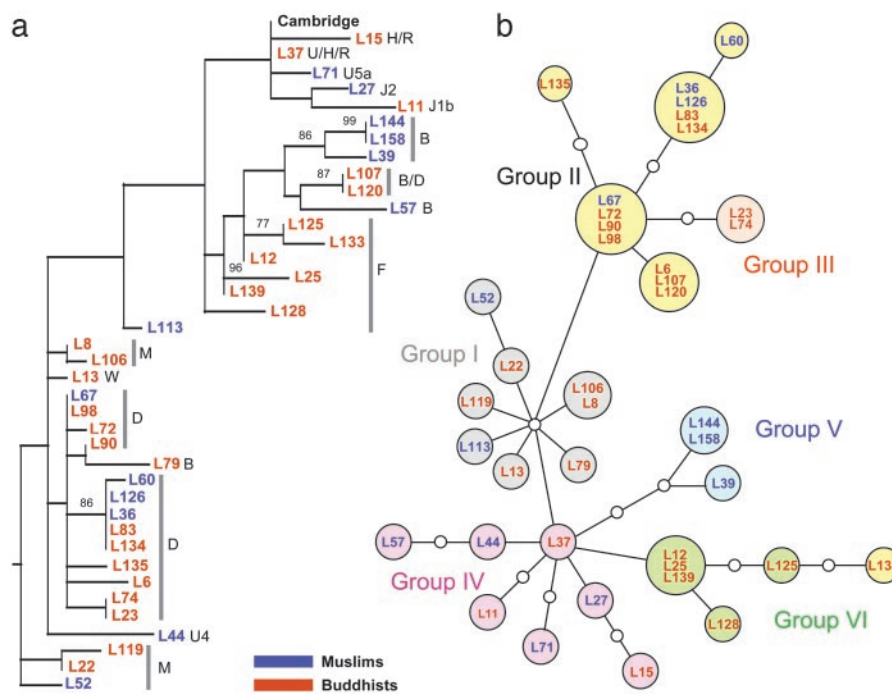 a
Cambridge
L15 H/R
L37 U/H/R
L71 U5a
L27 J2
L11 J1b
L144
99
86
L158 B
L39
87
L107
B/D
L120
L57 B
77
L125
L133
L12
F
96
L25
L139
L128
L113
L8
M
L106
L13 W
L67
L98
D
L72
L90
L79 B
L60
86
L126
L36
L83
D
L134
L135
L6
L74
L23
L44 U4
L119
L22 M
L52
Muslims
Buddhists
b
L60
L135
L36
L126
L83
L134
Group II
L67
L72
L90
L98
L23
L74
Group III
L6
L107
L120
L52
Group I
L22
L119
L106
L8
L113
L13
L79
Group V
L144
L158
L39
L57
L44
L37
Group IV
L12
L25
L139
L125
L13
L11
L27
L128
Group VI
L71
L15